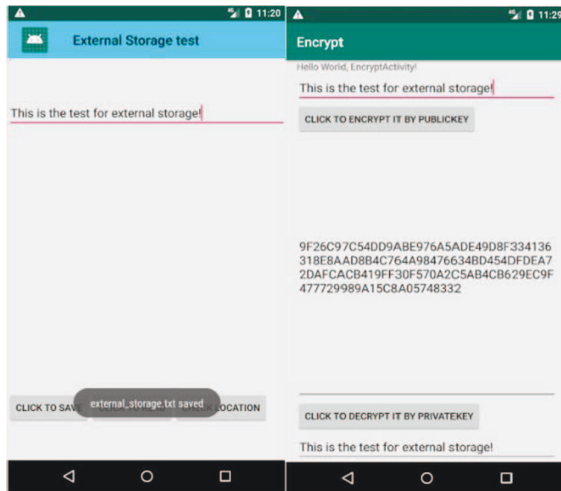 11:20
External Storage test
This is the test for external storage!
CLICK TO SAVE
external_storage.txt saved
LOCATION
11:29
Encrypt
Hello World, EncryptActivity!
This is the test for external storage!
CLICK TO ENCRYPT IT BY PUBLICKEY
9F26C97C54DD9ABE976A5ADE49D8F334136
318E8AAD8B4C764A98476634BD454DFDEA7
2DAFCACB419FF30F570A2C5AB4CB629EC9F
477729989A15C8A05748332
CLICK TO DECRYPT IT BY PRIVATEKEY
This is the test for external storage!